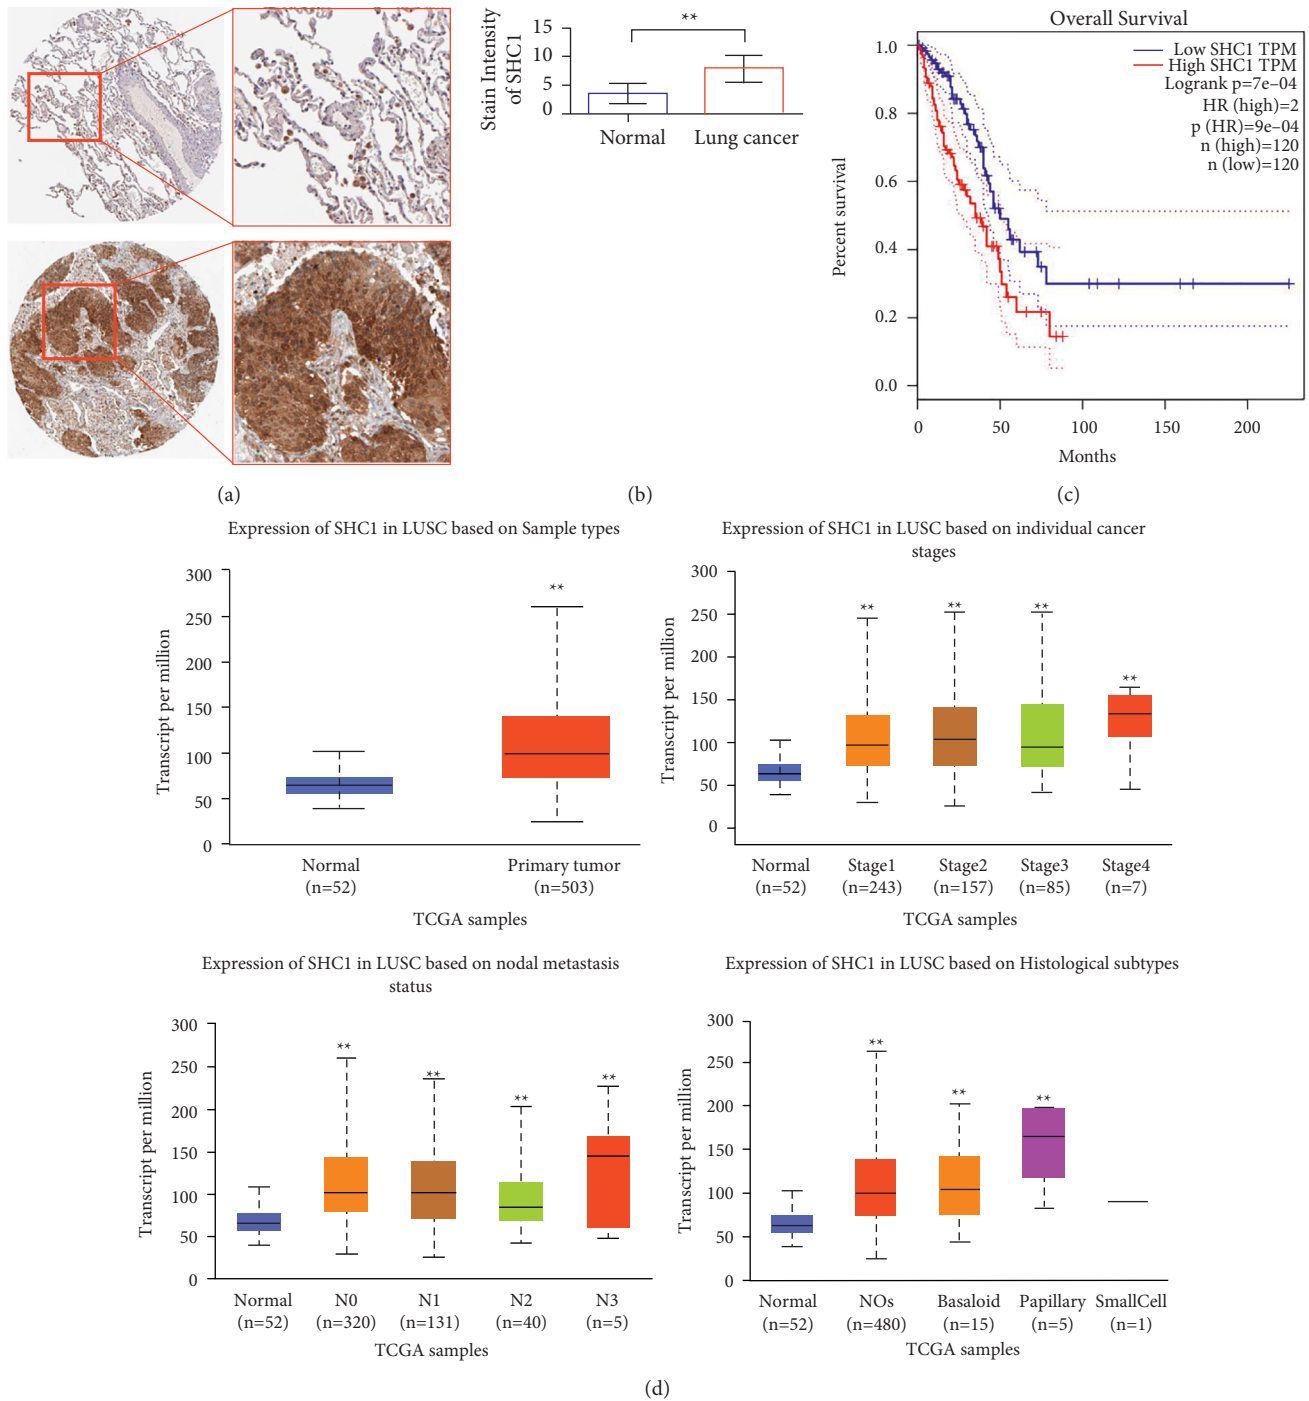 Stain Intensity
of SHC1
15
10
5
0
**
Normal
Lung cancer
Overall Survival
Low SHC1 TPM
High SHC1 TPM
Logrank p=7e–04
HR (high)=2
p (HR)=9e–04
n (high)=120
n (low)=120
Percent survival
1.0
0.8
0.6
0.4
0.2
0.0
0 50 100 150 200
Months
(a)
(b)
(c)
Expression of SHC1 in LUSC based on Sample types
Transcript per million
300
250
200
150
100
50
0
**
Normal
(n=52)
Primary tumor
(n=503)
TCGA samples
Expression of SHC1 in LUSC based on individual cancer
stages
Transcript per million
300
250
200
150
100
50
0
** ** ** **
Normal
(n=52)
Stage1
(n=243)
Stage2
(n=157)
Stage3
(n=85)
Stage4
(n=7)
TCGA samples
Expression of SHC1 in LUSC based on nodal metastasis
status
Transcript per million
300
250
200
150
100
50
0
** ** ** **
Normal
(n=52)
N0
(n=320)
N1
(n=131)
N2
(n=40)
N3
(n=5)
TCGA samples
Expression of SHC1 in LUSC based on Histological subtypes
Transcript per million
300
250
200
150
100
50
0
** ** **
Normal
(n=52)
NOs
(n=480)
Basaloid
(n=15)
Papillary
(n=5)
SmallCell
(n=1)
TCGA samples
(d)